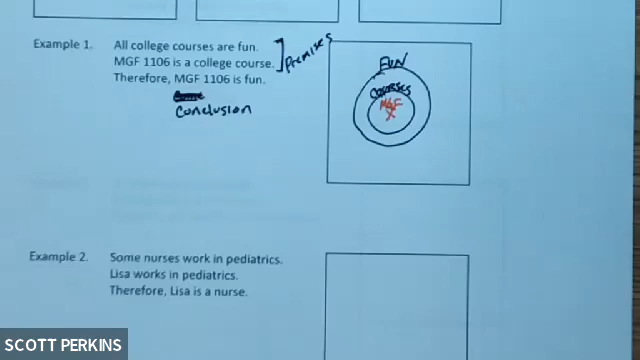 Example 1. All college courses are fun.
MGF 1106 is a college course.
Therefore, MGF 1106 is fun.
Premises
Conclusion
FUN
COURSES
MGF
X
Example 2. Some nurses work in pediatrics.
Lisa works in pediatrics.
Therefore, Lisa is a nurse.
SCOTT PERKINS